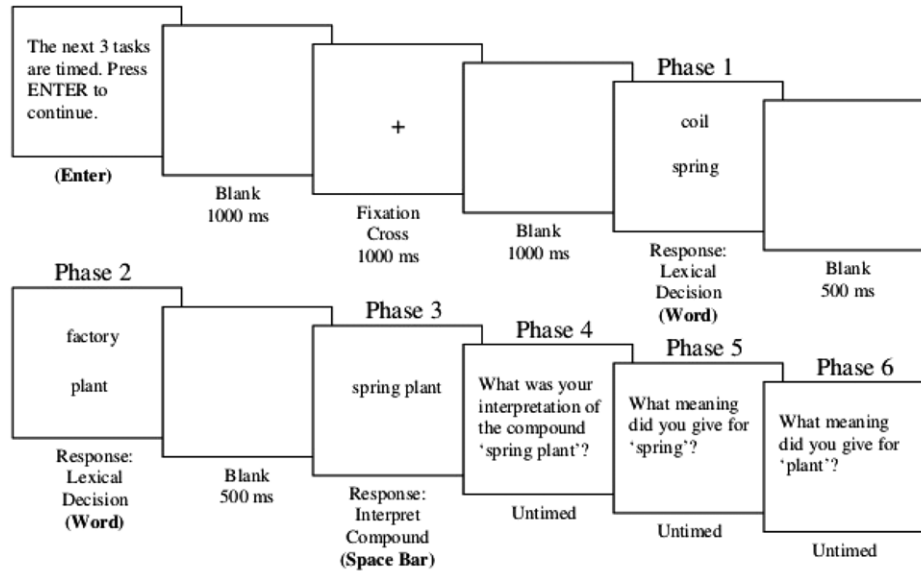 The next 3 tasks
are timed. Press
ENTER to
continue.
(Enter)
Blank
1000 ms
+
Fixation
Cross
1000 ms
Blank
1000 ms
Phase 1
coil
spring
Response:
Lexical
Decision
(Word)
Blank
500 ms
Phase 2
factory
plant
Response:
Lexical
Decision
(Word)
Blank
500 ms
Phase 3
spring plant
Response:
Interpret
Compound
(Space Bar)
Phase 4
What was your
interpretation of
the compound
‘spring plant’?
Untimed
Phase 5
What meaning
did you give for
‘spring’?
Untimed
Phase 6
What meaning
did you give for
‘plant’?
Untimed